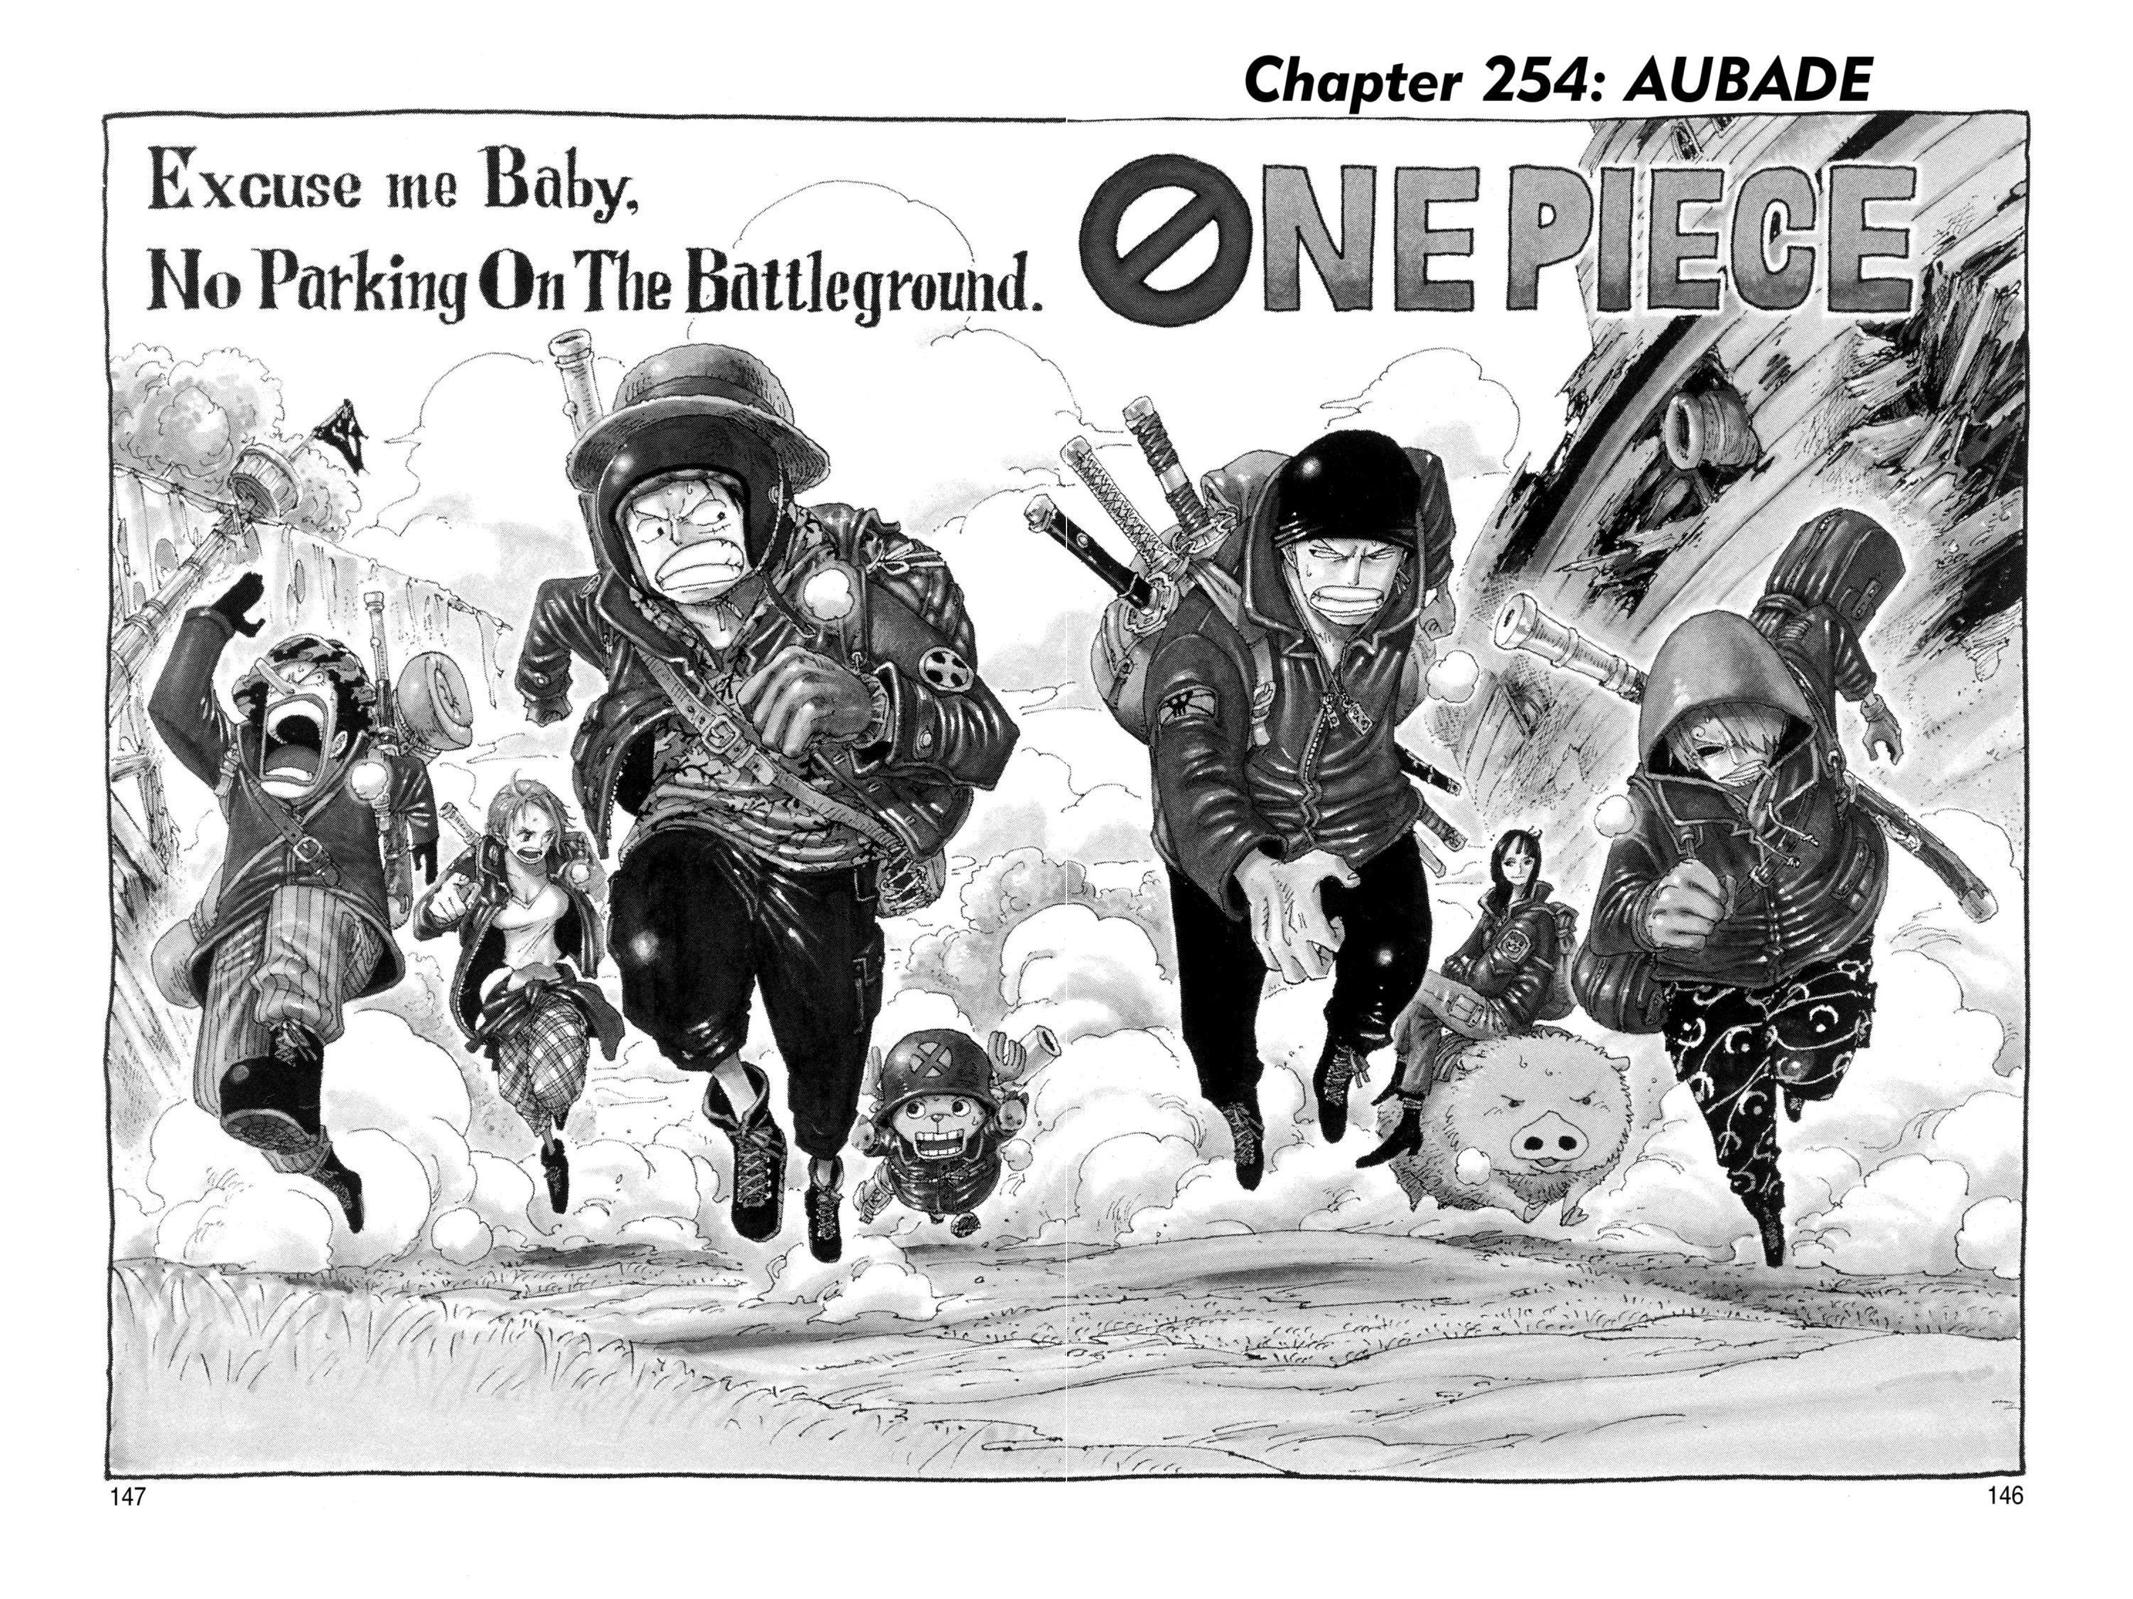 Chapter 254: AUBADE
Excuse me Baby,
No Parking On The Battleground.
ONE PIECE
147
146